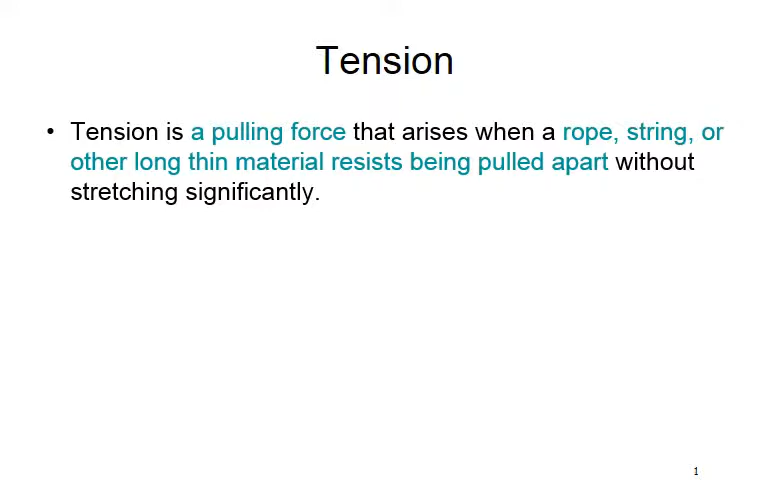 Tension
• Tension is a pulling force that arises when a rope, string, or
other long thin material resists being pulled apart without
stretching significantly.
1